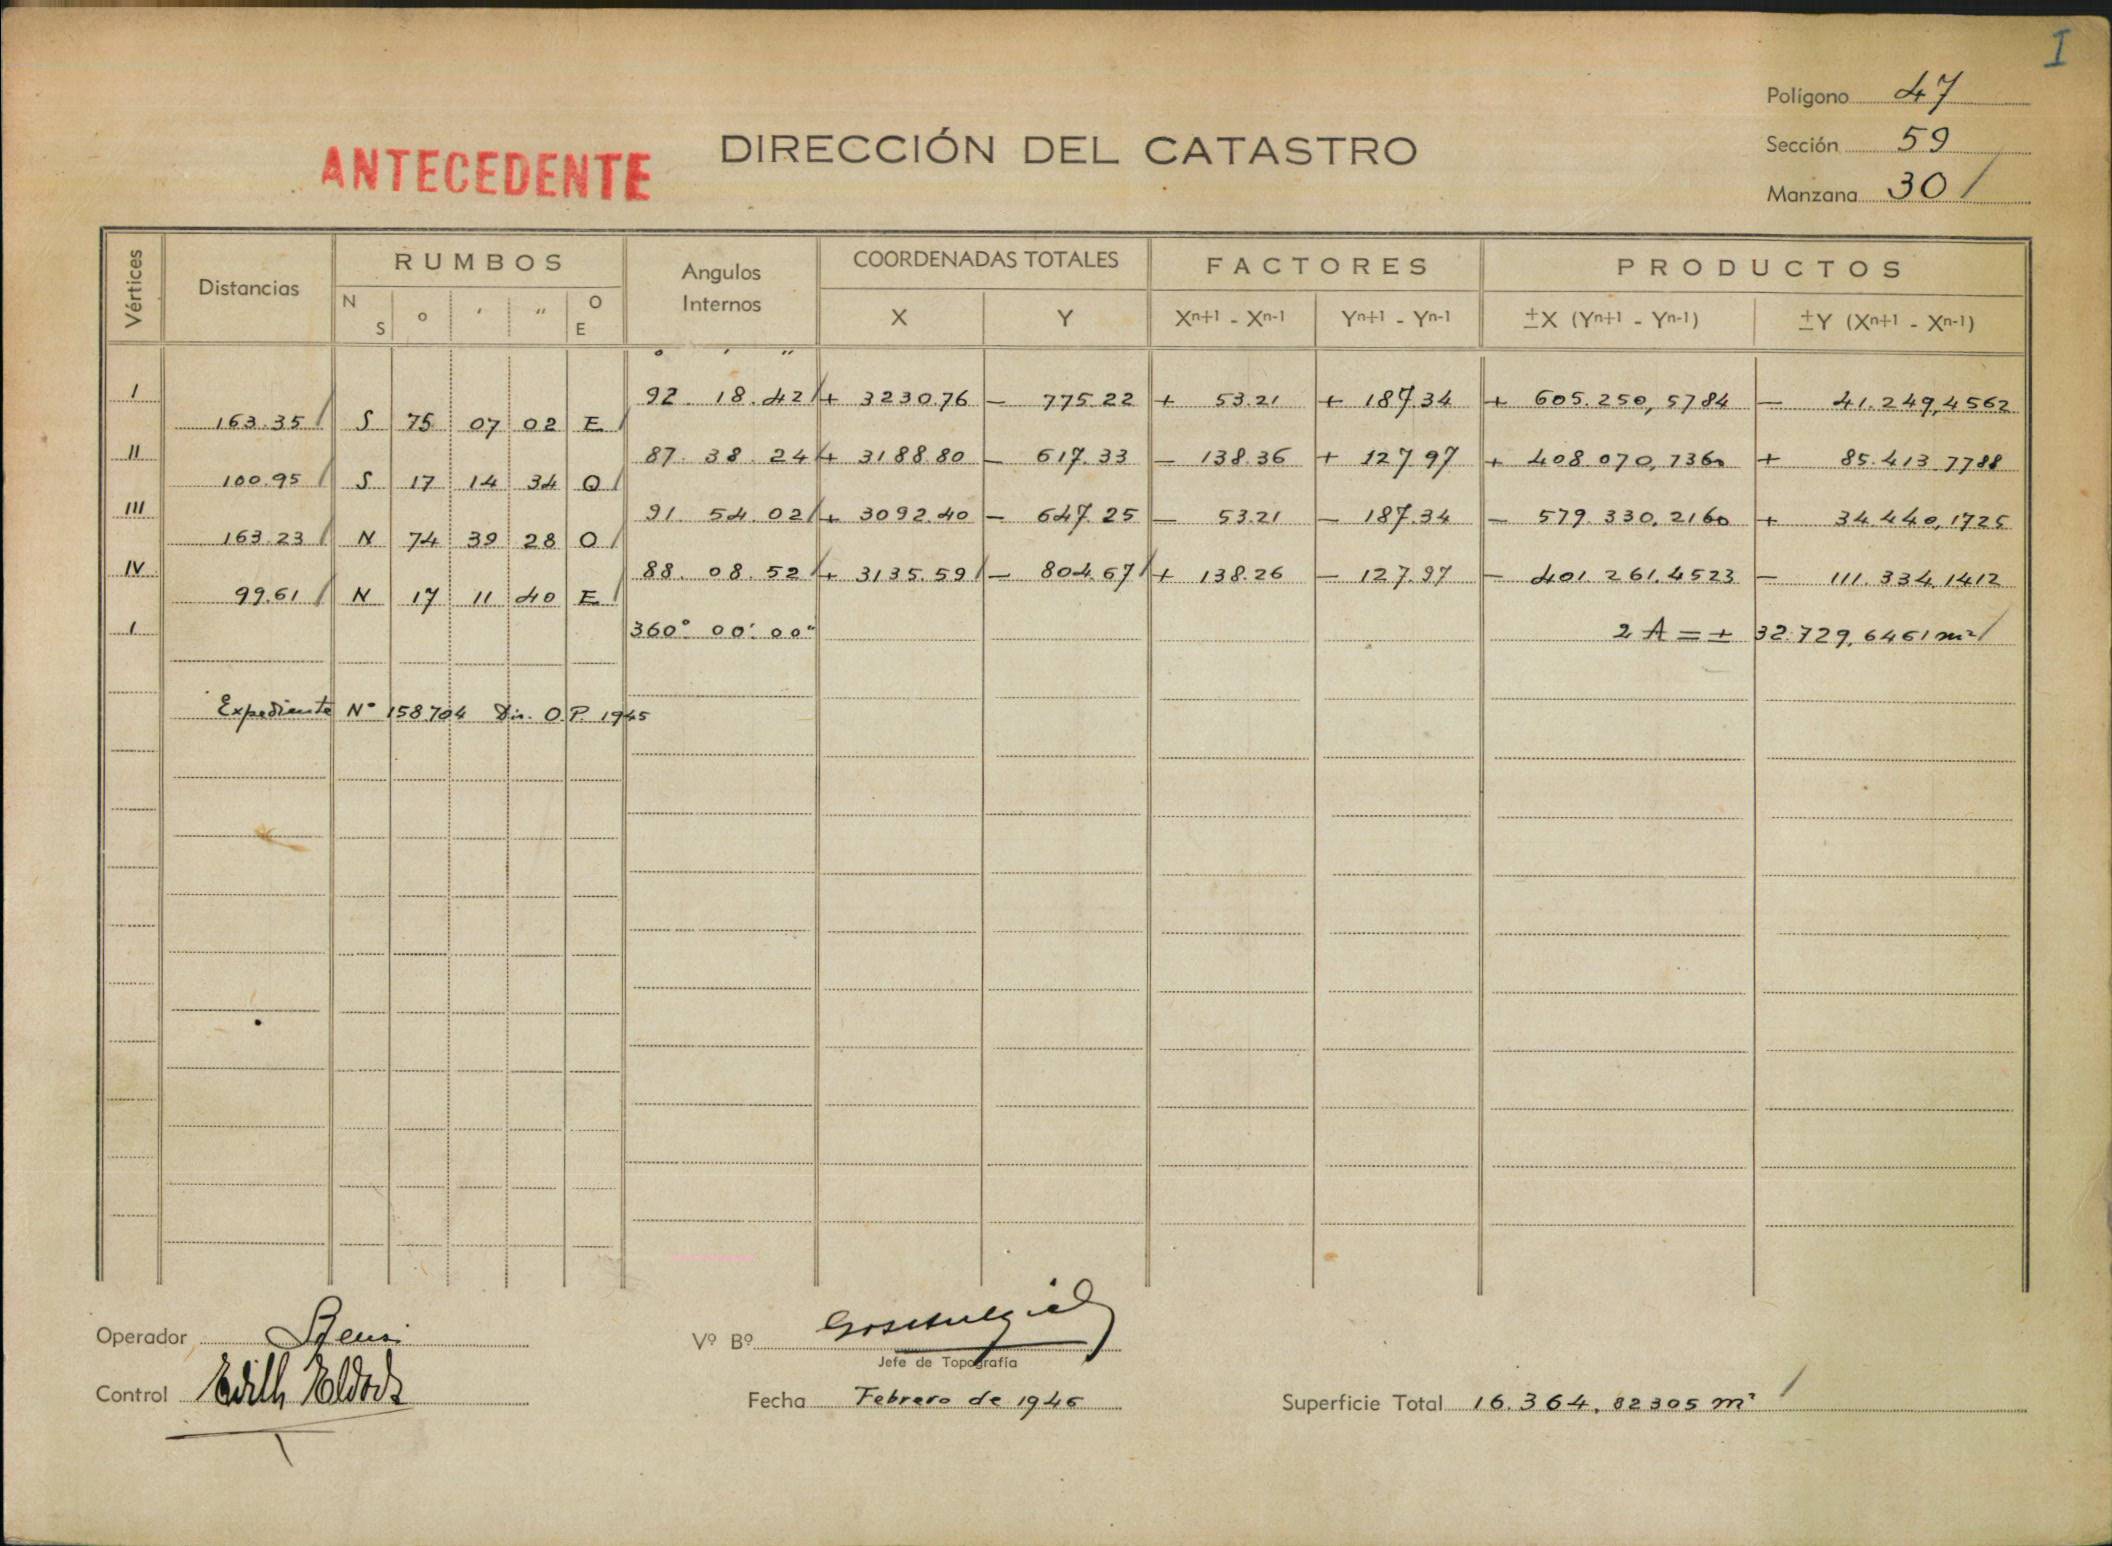 I
Polígono 47
Sección 59
Manzana 30
ANTECEDENTE
DIRECCIÓN DEL CATASTRO
Vértices Distancias RUMBOS Angulos Internos COORDENADAS TOTALES FACTORES PRODUCTOS
N S o ' " O E X Y Xn+1 - Xn-1 Yn+1 - Yn-1 ±X (Yn+1 - Yn-1) ±Y (Xn+1 - Xn-1)
o ' "
I 92 18.42 + 3230.76 - 775.22 + 53.21 + 187.34 + 605.250,5784 - 41.249,4562
163.35 S 75 07 02 E
II 87. 38. 24 + 3188.80 - 617.33 - 138.36 + 127.97 + 408.070,7360 + 85.413.7788
100.95 S 17 14 34 O
III 91. 54.02 + 3092.40 - 647.25 - 53.21 - 187.34 - 579.330.2160 + 34.440,1725
163.23 N 74 39 28 O
IV 88. 08.52 + 3135.59 - 804.67 + 138.26 - 127.97 - 401.261.4523 - 111.334,1412
99.61 N 17 11 40 E
I 360° 00' 00" 2 A = + 32.729,6461 m²
Expediente N° 158704 Dir. O.P. 1945
Operador
Vº Bº
Jefe de Topografía
Control Edith
Fecha Febrero de 1946
Superficie Total 16.364,82305 m²